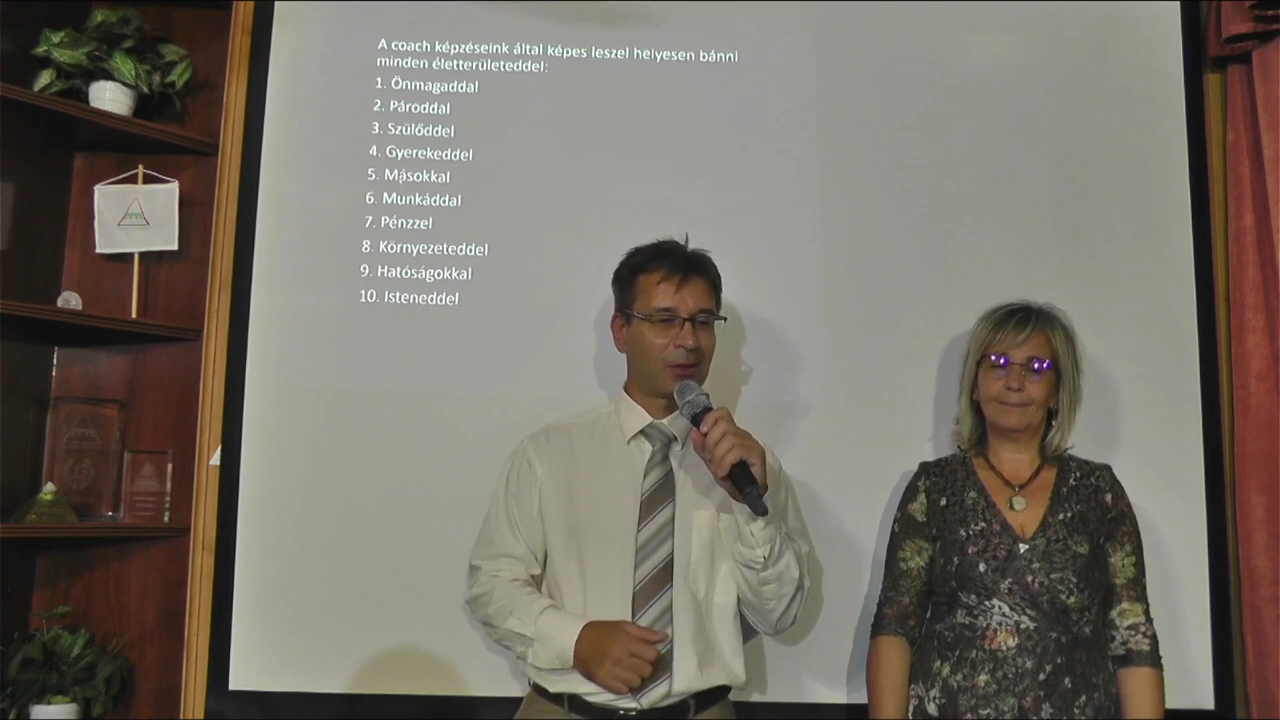 A coach képzéseink által képes leszel helyesen bánni
minden életterületeddel:
1. Önmagaddal
2. Pároddal
3. Szülőddel
4. Gyerekeddel
5. Másokkal
6. Munkáddal
7. Pénzzel
8. Környezeteddel
9. Hatóságokkal
10. Isteneddel